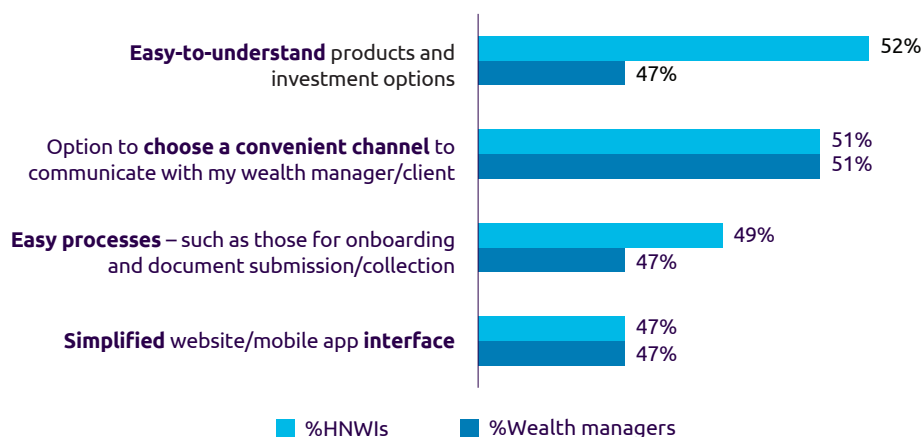 Easy-to-understand products and
investment options
52%
47%
Option to choose a convenient channel to
communicate with my wealth manager/client
51%
51%
Easy processes – such as those for onboarding
and document submission/collection
49%
47%
Simplified website/mobile app interface
47%
47%
%HNWIs
%Wealth managers